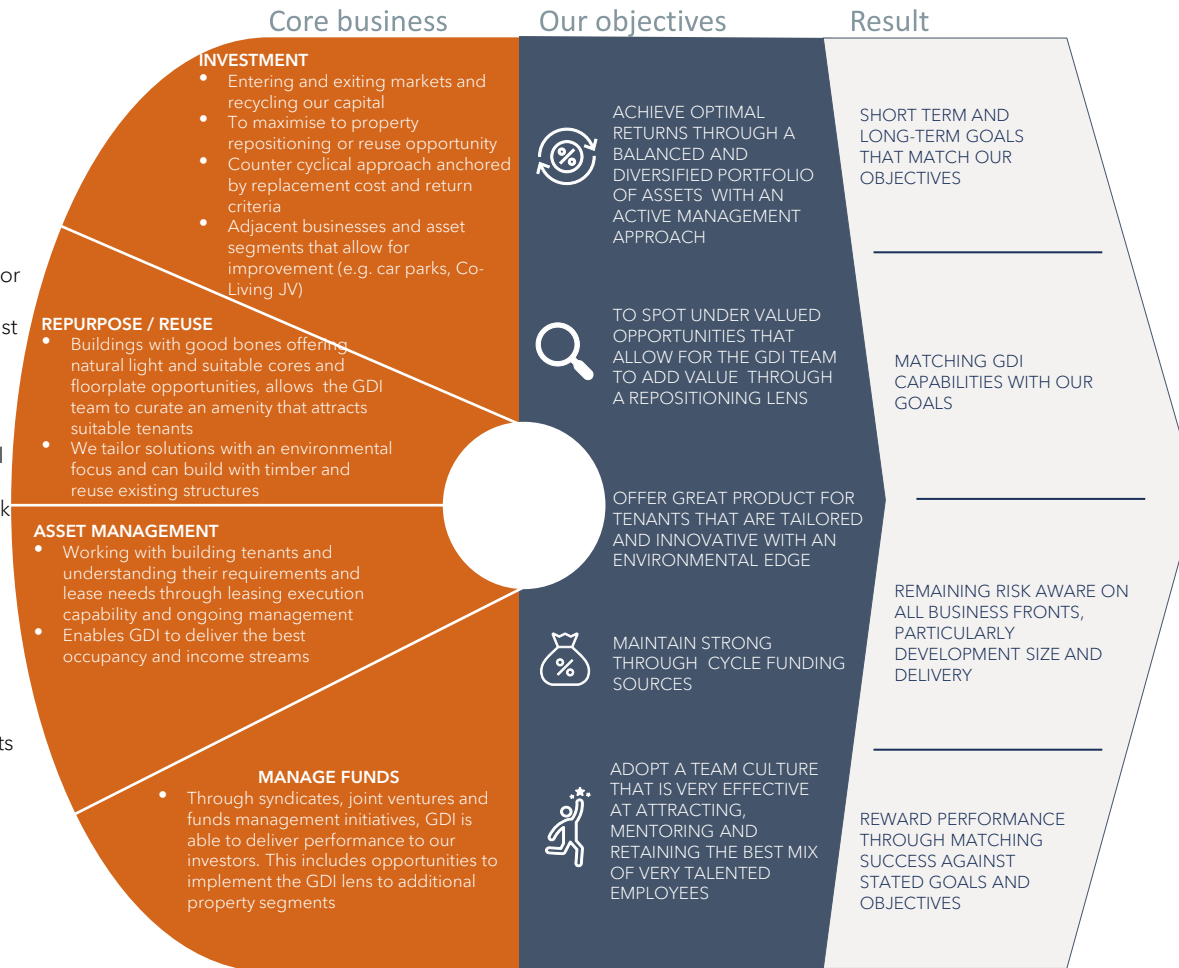 Core business
Our objectives
Result
INVESTMENT
• Entering and exiting markets and
recycling our capital
• To maximise to property
repositioning or reuse opportunity
• Counter cyclical approach anchored
by replacement cost and return
criteria
• Adjacent businesses and asset
segments that allow for
improvement (e.g. car parks, Co-
Living JV)
or
st
REPURPOSE / REUSE
• Buildings with good bones offering
natural light and suitable cores and
floorplate opportunities, allows the GDI
team to curate an amenity that attracts
suitable tenants
• We tailor solutions with an environmental
focus and can build with timber and
reuse existing structures
l
k
ASSET MANAGEMENT
• Working with building tenants and
understanding their requirements and
lease needs through leasing execution
capability and ongoing management
• Enables GDI to deliver the best
occupancy and income streams
ts
MANAGE FUNDS
• Through syndicates, joint ventures and
funds management initiatives, GDI is
able to deliver performance to our
investors. This includes opportunities to
implement the GDI lens to additional
property segments
ACHIEVE OPTIMAL
RETURNS THROUGH A
BALANCED AND
DIVERSIFIED PORTFOLIO
OF ASSETS WITH AN
ACTIVE MANAGEMENT
APPROACH
TO SPOT UNDER VALUED
OPPORTUNITIES THAT
ALLOW FOR THE GDI TEAM
TO ADD VALUE THROUGH
A REPOSITIONING LENS
OFFER GREAT PRODUCT FOR
TENANTS THAT ARE TAILORED
AND INNOVATIVE WITH AN
ENVIRONMENTAL EDGE
MAINTAIN STRONG
THROUGH CYCLE FUNDING
SOURCES
ADOPT A TEAM CULTURE
THAT IS VERY EFFECTIVE
AT ATTRACTING,
MENTORING AND
RETAINING THE BEST MIX
OF VERY TALENTED
EMPLOYEES
SHORT TERM AND
LONG-TERM GOALS
THAT MATCH OUR
OBJECTIVES
MATCHING GDI
CAPABILITIES WITH OUR
GOALS
REMAINING RISK AWARE ON
ALL BUSINESS FRONTS,
PARTICULARLY
DEVELOPMENT SIZE AND
DELIVERY
REWARD PERFORMANCE
THROUGH MATCHING
SUCCESS AGAINST
STATED GOALS AND
OBJECTIVES